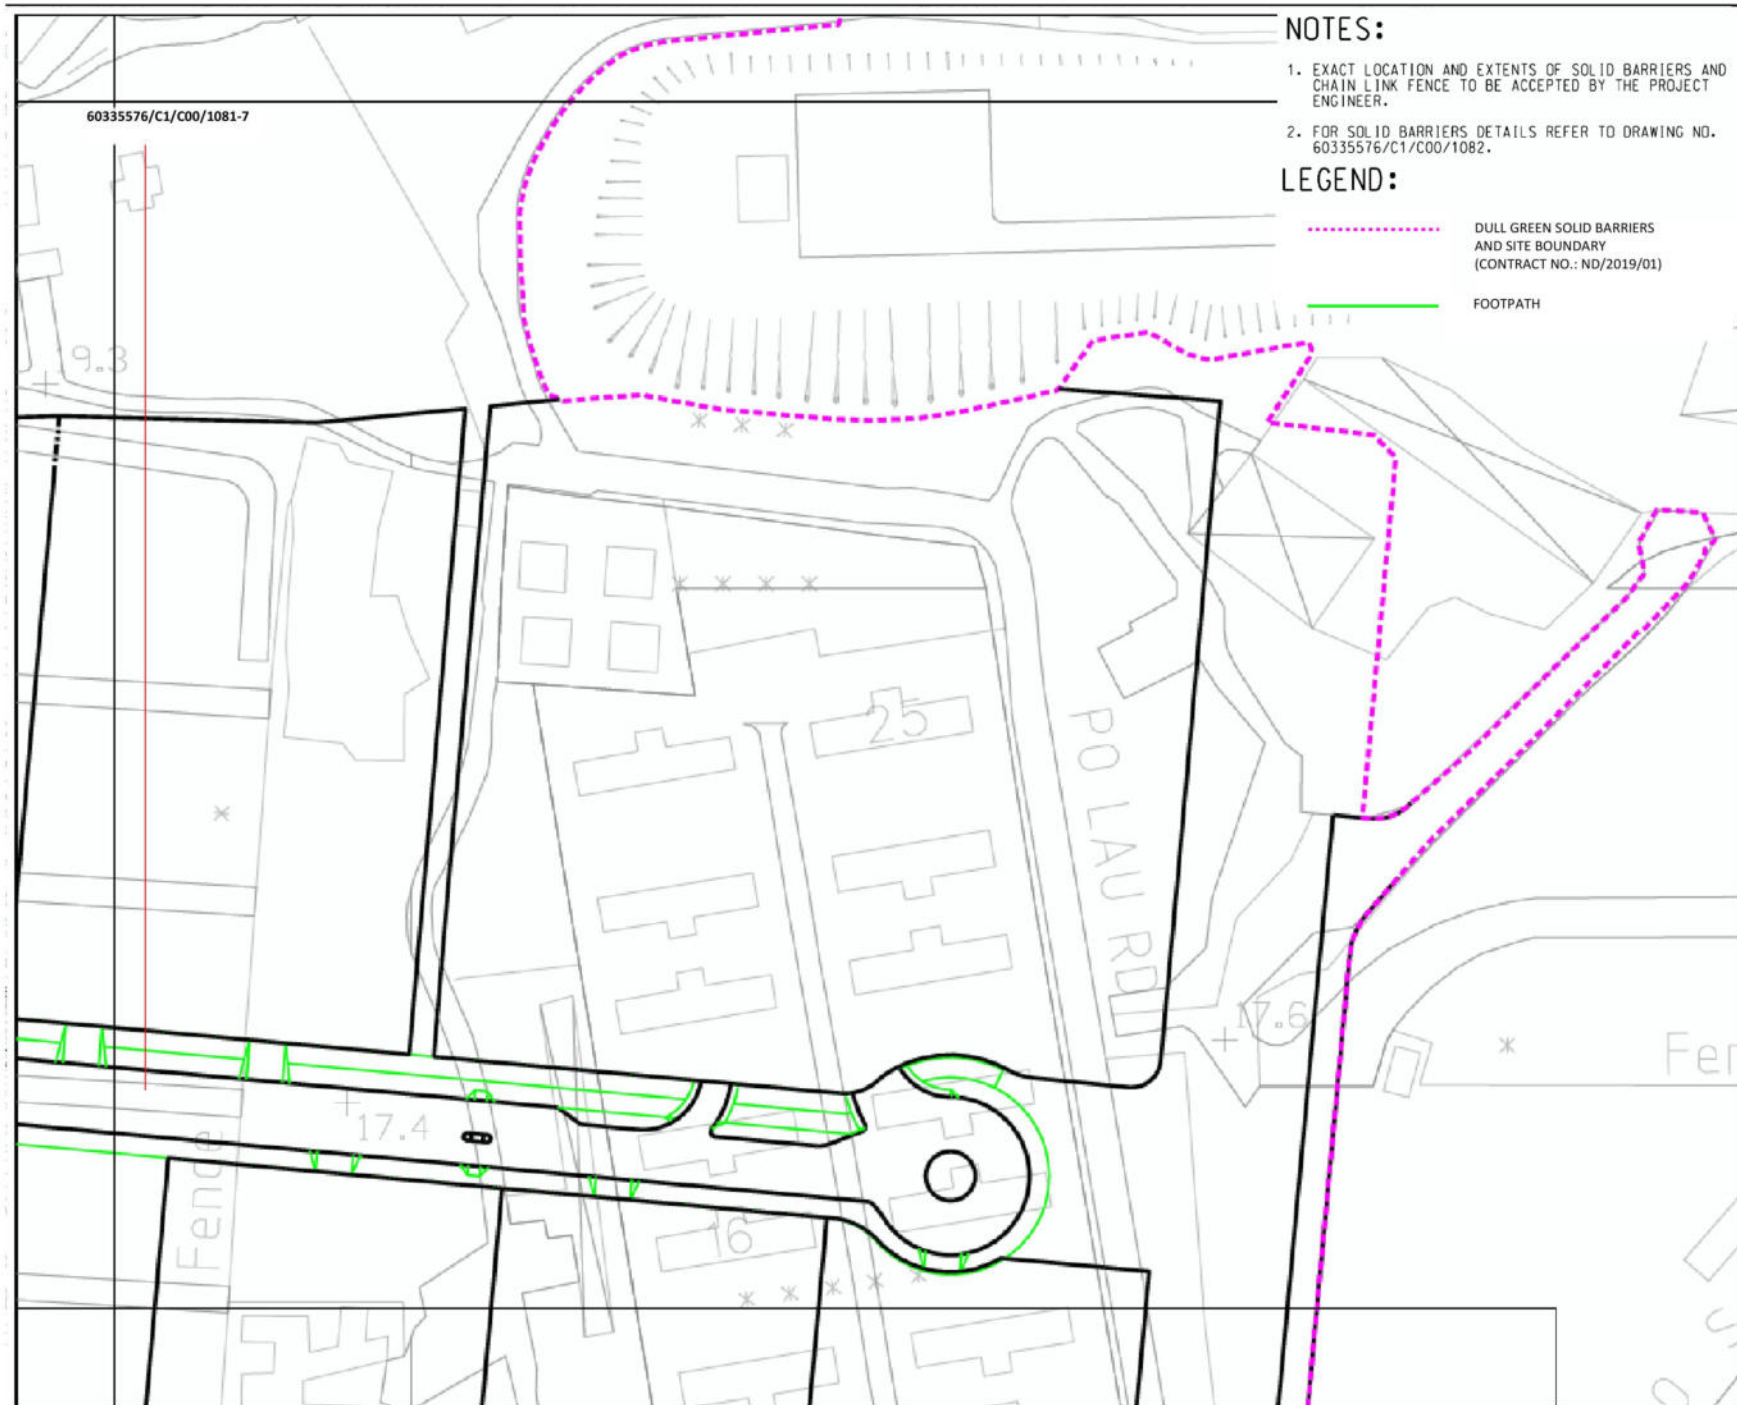 NOTES:
1. EXACT LOCATION AND EXTENTS OF SOLID BARRIERS AND
CHAIN LINK FENCE TO BE ACCEPTED BY THE PROJECT
ENGINEER.
2. FOR SOLID BARRIERS DETAILS REFER TO DRAWING NO.
60335576/C1/C00/1082.
LEGEND:
DULL GREEN SOLID BARRIERS
AND SITE BOUNDARY
(CONTRACT NO.: ND/2019/01)
FOOTPATH
60335576/C1/C00/1081-7
19.3
25
PO LAU RD
17.6
17.4
Fence
16
Fen